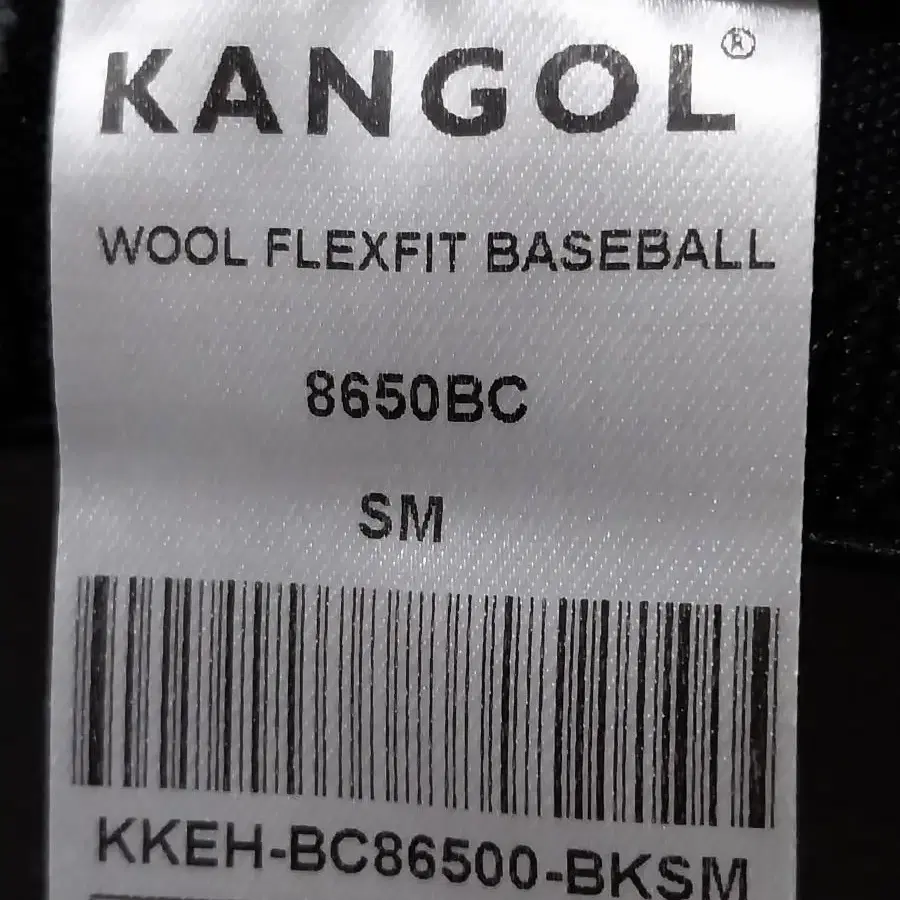 KANGOL®
WOOL FLEXFIT BASEBALL
8650BC
SM
KKEH-BC86500-BKSM